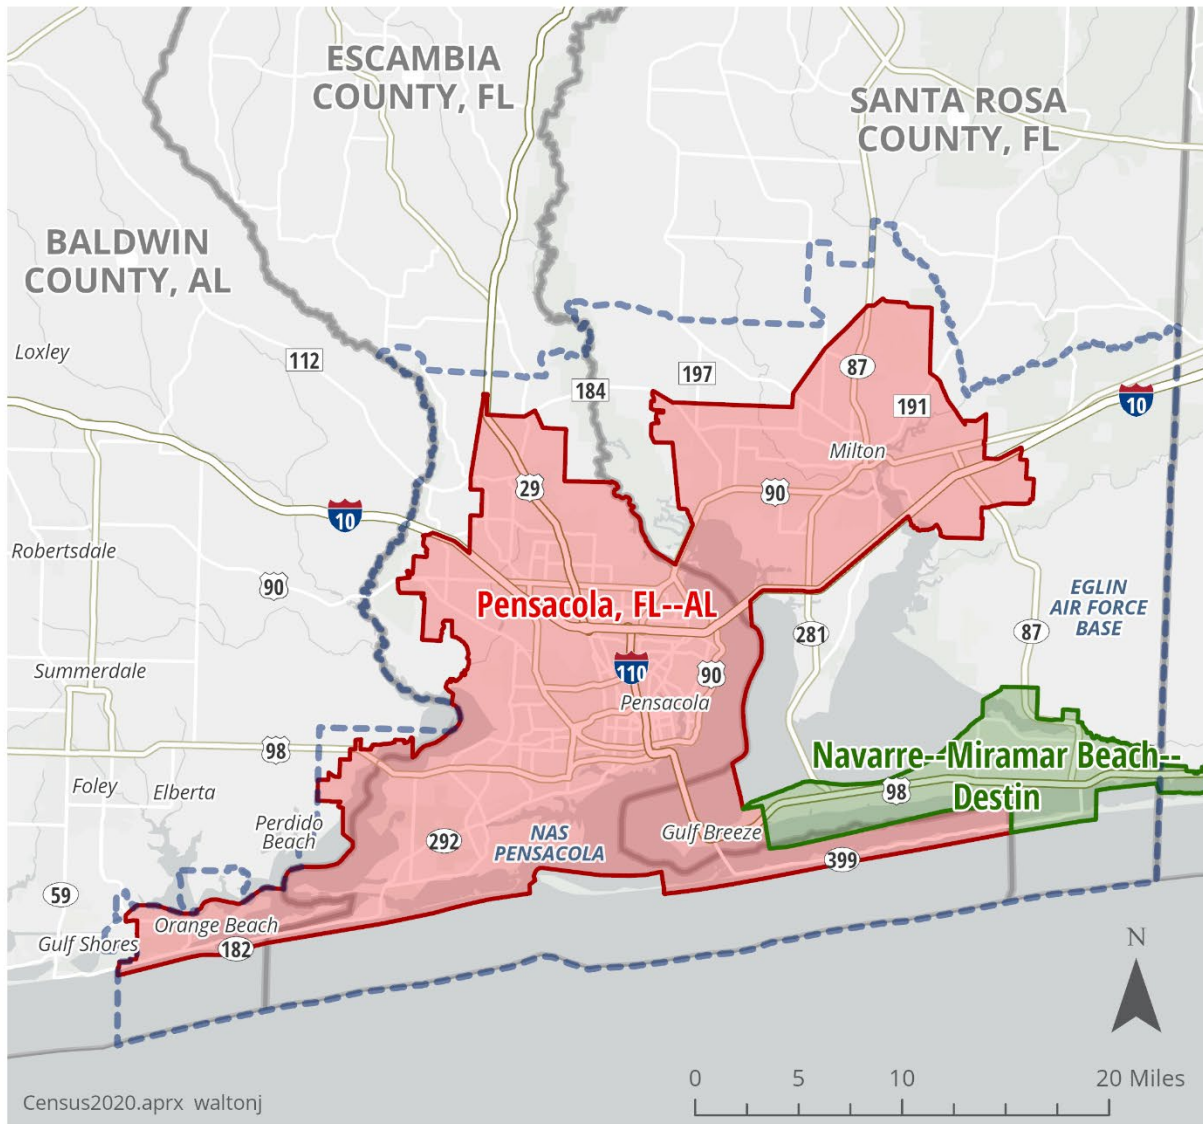 ESCAMBIA
COUNTY, FL
SANTA ROSA
COUNTY, FL
BALDWIN
COUNTY, AL
Loxley
112
184
197
87
191
10
Milton
29
90
10
Robertsdale
90
Pensacola, FL--AL
EGLIN
AIR FORCE
BASE
281
87
Summerdale
110
90
Pensacola
98
Navarre--Miramar Beach--
Destin
98
Foley
Elberta
Perdido
Beach
292
NAS
PENSACOLA
Gulf Breeze
399
59
Orange Beach
Gulf Shores
182
N
0 5 10 20 Miles
Census2020.aprx waltonj